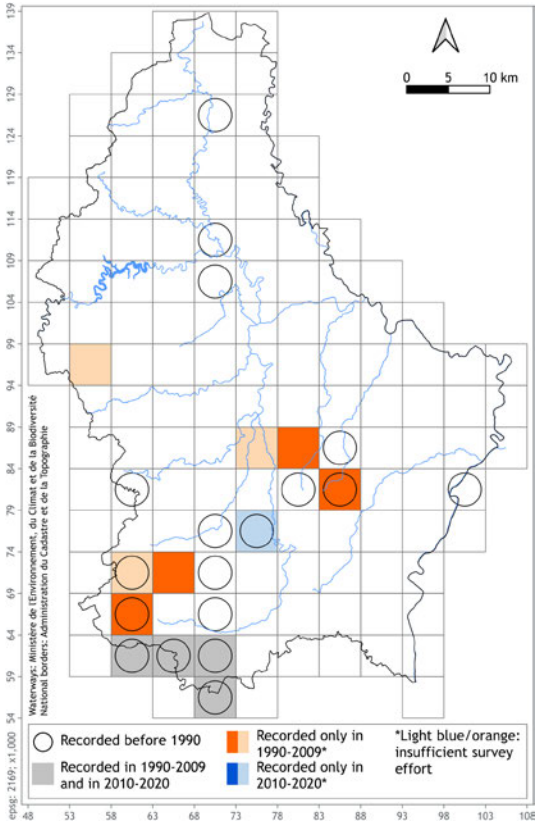 139
134
129
124
119
114
109
104
99
94
89
84
79
74
69
64
59
54
0 5 10 km
Waterways: Ministère de l'Environnement, du Climat et de la Biodiversité
National borders: Administration du Cadastre et de la Topographie
epsg: 2169; x1,000
Recorded before 1990
Recorded in 1990-2009
and in 2010-2020
Recorded only in
1990-2009*
Recorded only in
2010-2020*
*Light blue/orange:
insufficient survey
effort
48 53 58 63 68 73 78 83 88 93 98 103 108